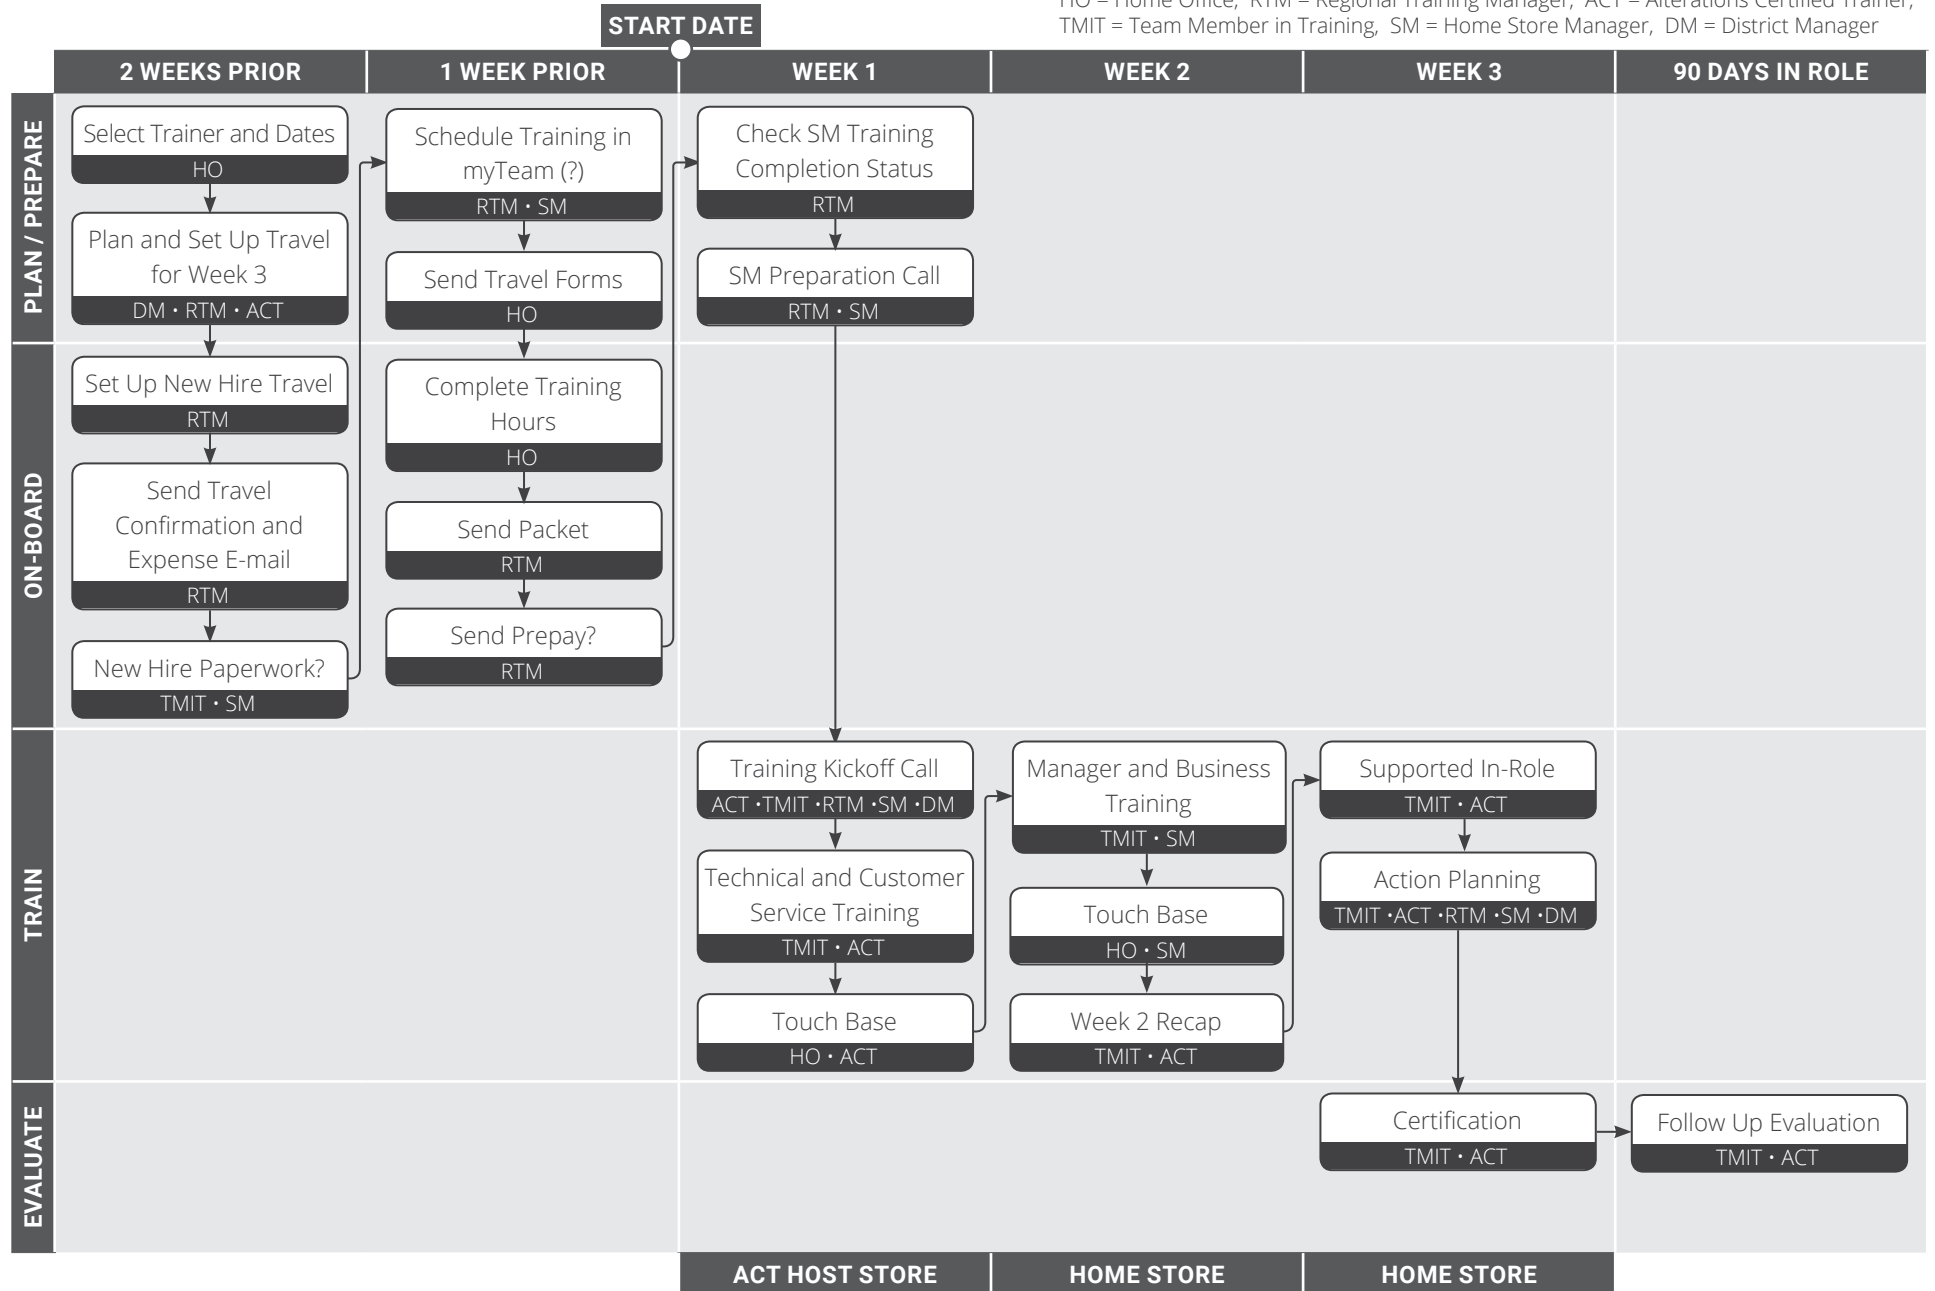 HO = Home Office, RTM = Regional Training Manager, ACT = Alterations Certified Trainer,
TMIT = Team Member in Training, SM = Home Store Manager, DM = District Manager
START DATE
2 WEEKS PRIOR
1 WEEK PRIOR
WEEK 1
WEEK 2
WEEK 3
90 DAYS IN ROLE
PLAN / PREPARE
Select Trainer and Dates
HO
Plan and Set Up Travel
for Week 3
DM • RTM • ACT
Schedule Training in
myTeam (?)
RTM • SM
Send Travel Forms
HO
Check SM Training
Completion Status
RTM
SM Preparation Call
RTM • SM
ON-BOARD
Set Up New Hire Travel
RTM
Send Travel
Confirmation and
Expense E-mail
RTM
New Hire Paperwork?
TMIT • SM
Complete Training
Hours
HO
Send Packet
RTM
Send Prepay?
RTM
TRAIN
Training Kickoff Call
ACT •TMIT •RTM •SM •DM
Technical and Customer
Service Training
TMIT • ACT
Touch Base
HO • ACT
Manager and Business
Training
TMIT • SM
Touch Base
HO • SM
Week 2 Recap
TMIT • ACT
Supported In-Role
TMIT • ACT
Action Planning
TMIT •ACT •RTM •SM •DM
EVALUATE
Certification
TMIT • ACT
Follow Up Evaluation
TMIT • ACT
ACT HOST STORE
HOME STORE
HOME STORE